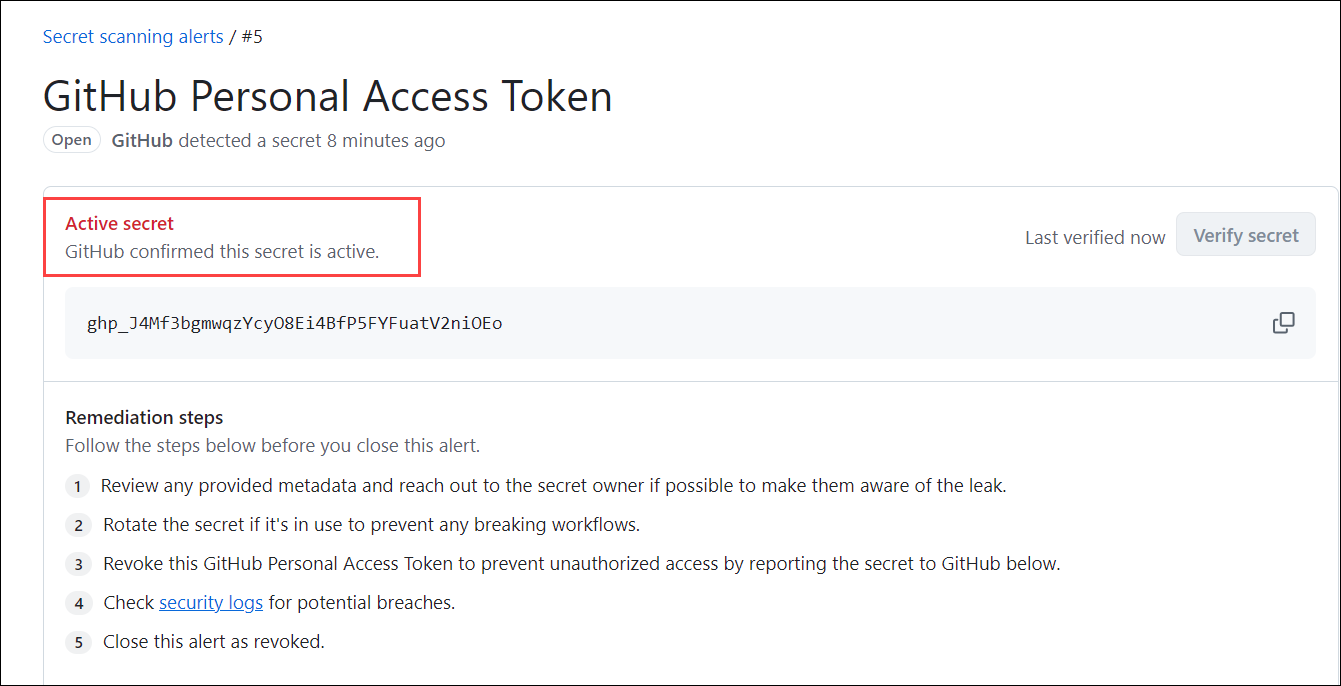 Secret scanning alerts / #5
GitHub Personal Access Token
Open GitHub detected a secret 8 minutes ago
Active secret
GitHub confirmed this secret is active.
Last verified now Verify secret
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
Remediation steps
Follow the steps below before you close this alert.
1 Review any provided metadata and reach out to the secret owner if possible to make them aware of the leak.
2 Rotate the secret if it's in use to prevent any breaking workflows.
3 Revoke this GitHub Personal Access Token to prevent unauthorized access by reporting the secret to GitHub below.
4 Check security logs for potential breaches.
5 Close this alert as revoked.